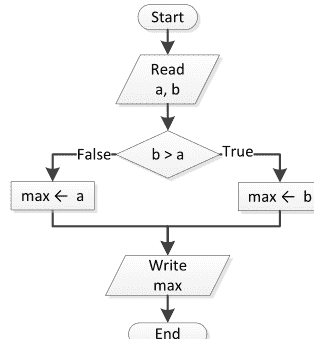 Start
Read
a, b
False
b > a
True
max ← a
max ← b
Write
max
End